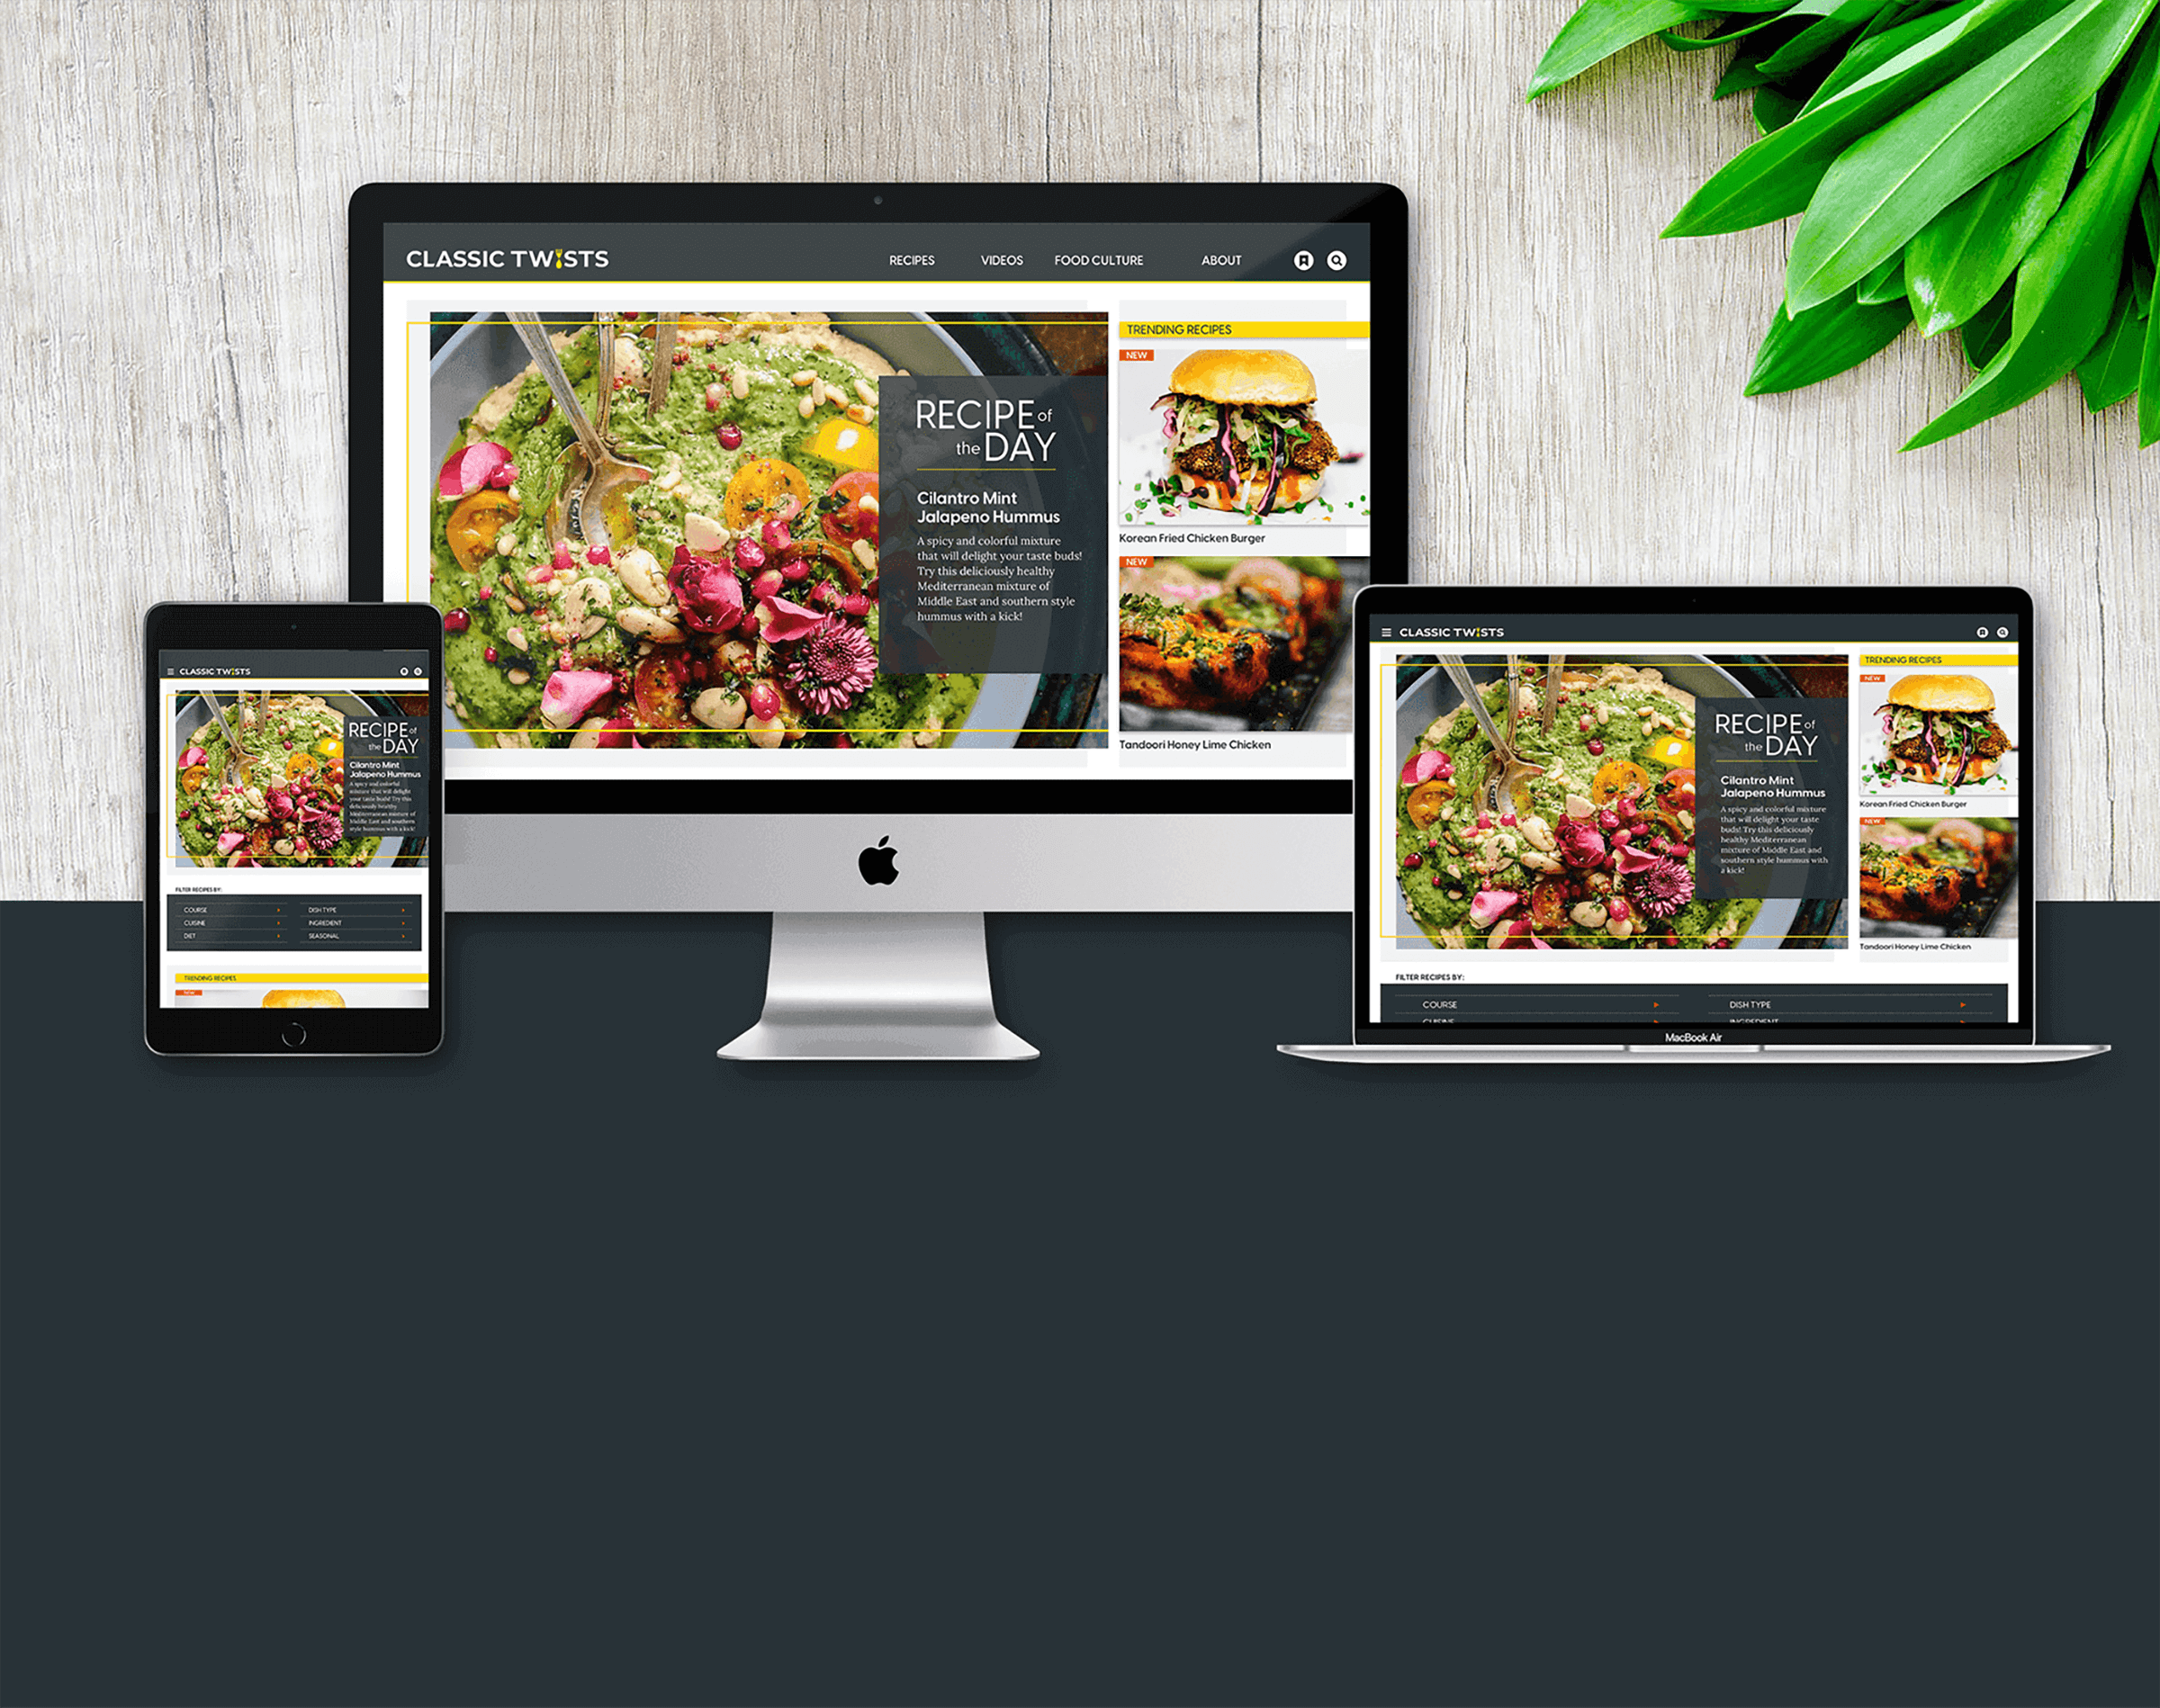 CLASSIC TWISTS
RECIPES VIDEOS FOOD CULTURE ABOUT
RECIPE of
the DAY
Cilantro Mint
Jalapeno Hummus
A spicy and colorful mixture
that will delight your taste buds!
Try this deliciously healthy
Mediterranean mixture of
Middle East and southern style
hummus with a kick!
TRENDING RECIPES
NEW
Korean Fried Chicken Burger
NEW
Tandoori Honey Lime Chicken
CLASSIC TWISTS
RECIPE of
the DAY
Cilantro Mint
Jalapeno Hummus
A spicy and colorful
mixture that will delight
your taste buds! Try this
deliciously healthy
Mediterranean mixture of
Middle East and southern
style hummus with a kick!
FILTER RECIPES BY:
COURSE DISH TYPE
CUISINE INGREDIENT
DIET SEASONAL
TRENDING RECIPES
NEW
CLASSIC TWISTS
RECIPE of
the DAY
Cilantro Mint
Jalapeno Hummus
A spicy and colorful mixture
that will delight your taste
buds! Try this deliciously
healthy Mediterranean
mixture of Middle East and
southern style hummus with
a kick!
TRENDING RECIPES
NEW
Korean Fried Chicken Burger
NEW
Tandoori Honey Lime Chicken
FILTER RECIPES BY:
COURSE DISH TYPE
CUISINE INGREDIENT
MacBook Air